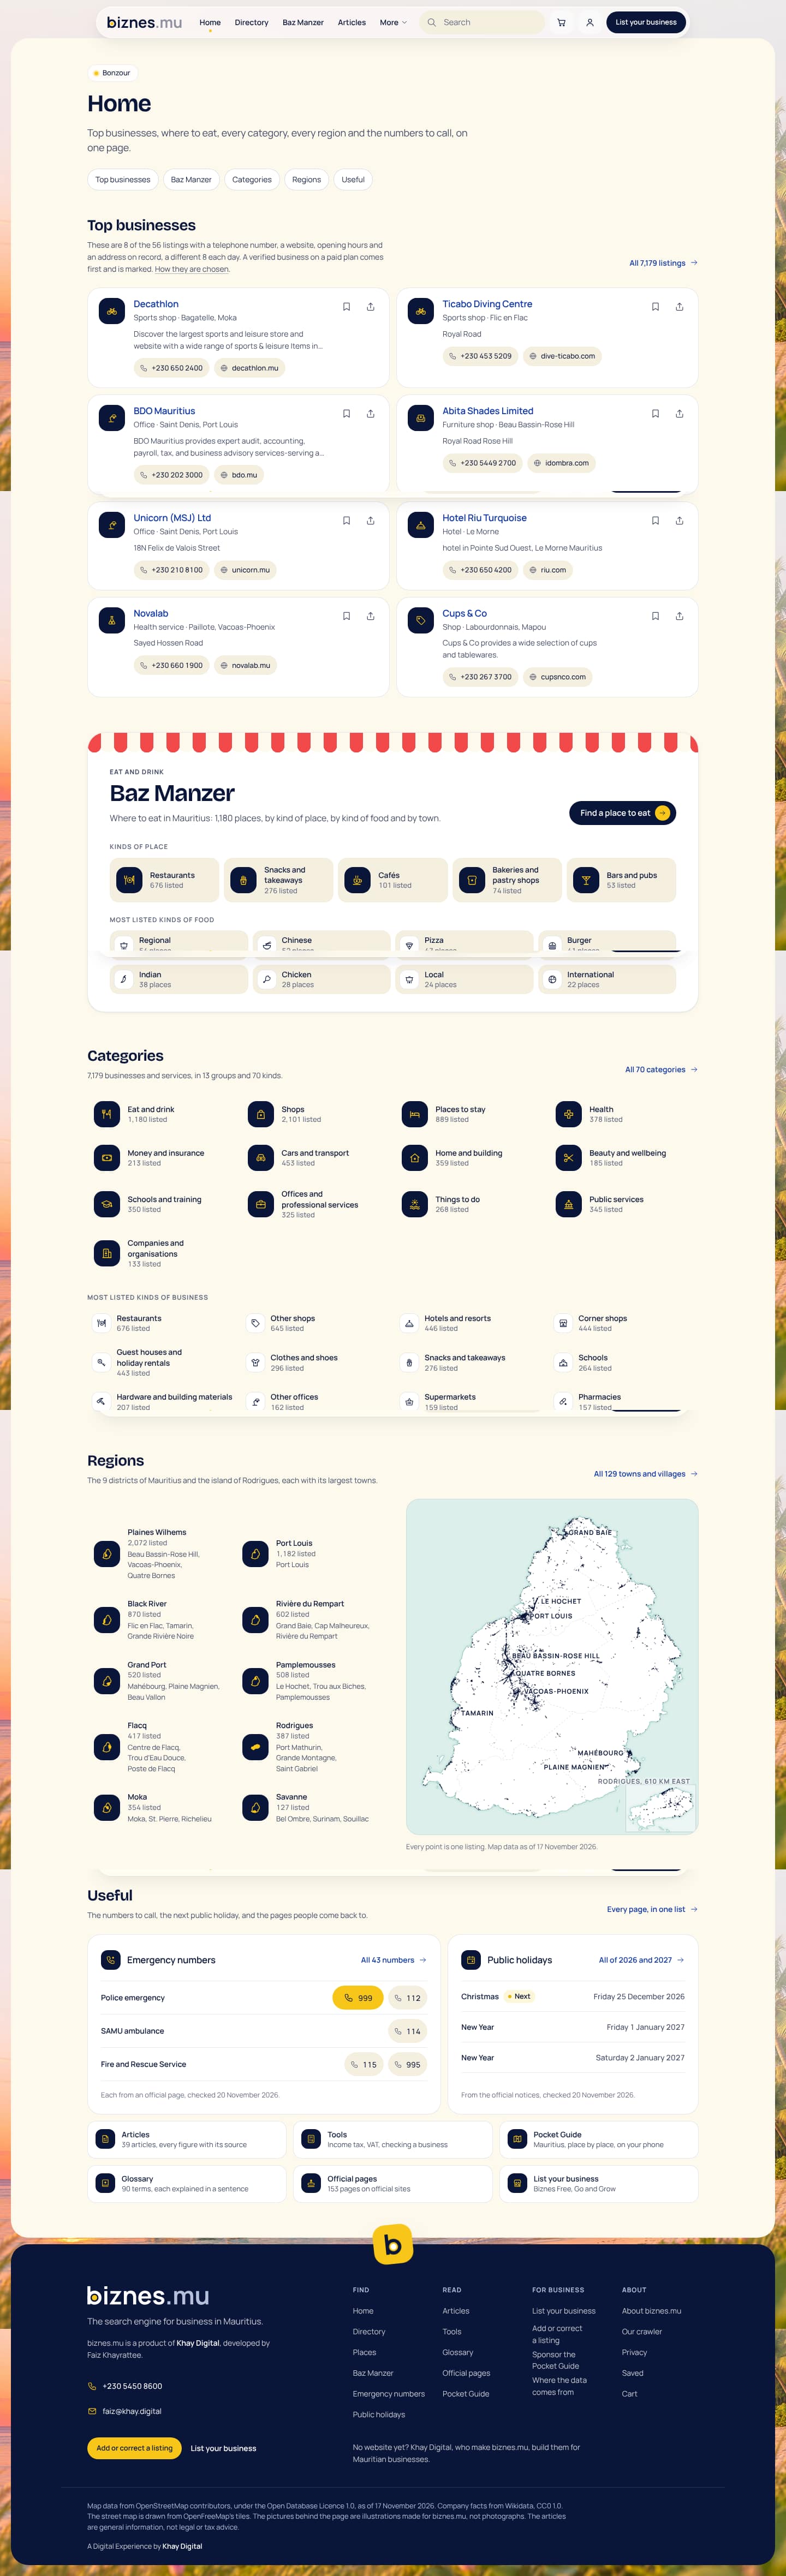 biznes.mu
Home
Directory
Baz Manzer
Articles
More
Search
List your business
Bonzour
Home
Top businesses, where to eat, every category, every region and the numbers to call, on
one page.
Top businesses
Baz Manzer
Categories
Regions
Useful
Top businesses
These are 8 of the 56 listings with a telephone number, a website, opening hours and
an address on record, a different 8 each day. A verified business on a paid plan comes
first and is marked. How they are chosen.
All 7,179 listings
Decathlon
Sports shop · Bagatelle, Moka
Discover the largest sports and leisure store and
website with a wide range of sports & leisure Items in…
+230 650 2400
decathlon.mu
Ticabo Diving Centre
Sports shop · Flic en Flac
Royal Road
+230 453 5209
dive-ticabo.com
BDO Mauritius
Office · Saint Denis, Port Louis
BDO Mauritius provides expert audit, accounting,
payroll, tax, and business advisory services-serving a…
+230 202 3000
bdo.mu
Abita Shades Limited
Furniture shop · Beau Bassin-Rose Hill
Royal Road Rose Hill
+230 5449 2700
idombra.com
Unicorn (MSJ) Ltd
Office · Saint Denis, Port Louis
18N Felix de Valois Street
+230 210 8100
unicorn.mu
Hotel Riu Turquoise
Hotel · Le Morne
hotel in Pointe Sud Ouest, Le Morne Mauritius
+230 650 4200
riu.com
Novalab
Health service · Paillote, Vacoas-Phoenix
Sayed Hossen Road
+230 660 1900
novalab.mu
Cups & Co
Shop · Labourdonnais, Mapou
Cups & Co provides a wide selection of cups
and tablewares.
+230 267 3700
cupsnco.com
EAT AND DRINK
Baz Manzer
Where to eat in Mauritius: 1,180 places, by kind of place, by kind of food and by town.
Find a place to eat
KINDS OF PLACE
Restaurants
676 listed
Snacks and
takeaways
276 listed
Cafés
101 listed
Bakeries and
pastry shops
74 listed
Bars and pubs
53 listed
MOST LISTED KINDS OF FOOD
Regional
Chinese
Pizza
Burger
Indian
38 places
Chicken
28 places
Local
24 places
International
22 places
Categories
7,179 businesses and services, in 13 groups and 70 kinds.
All 70 categories
Eat and drink
1,180 listed
Shops
2,101 listed
Places to stay
889 listed
Health
378 listed
Money and insurance
213 listed
Cars and transport
453 listed
Home and building
359 listed
Beauty and wellbeing
185 listed
Schools and training
350 listed
Offices and
professional services
325 listed
Things to do
268 listed
Public services
345 listed
Companies and
organisations
133 listed
MOST LISTED KINDS OF BUSINESS
Restaurants
676 listed
Other shops
645 listed
Hotels and resorts
446 listed
Corner shops
444 listed
Guest houses and
holiday rentals
443 listed
Clothes and shoes
296 listed
Snacks and takeaways
276 listed
Schools
264 listed
Hardware and building materials
207 listed
Other offices
162 listed
Supermarkets
159 listed
Pharmacies
157 listed
Regions
The 9 districts of Mauritius and the island of Rodrigues, each with its largest towns.
All 129 towns and villages
Plaines Wilhems
2,072 listed
Beau Bassin-Rose Hill,
Vacoas-Phoenix,
Quatre Bornes
Port Louis
1,182 listed
Port Louis
Black River
870 listed
Flic en Flac, Tamarin,
Grande Rivière Noire
Rivière du Rempart
602 listed
Grand Baie, Cap Malheureux,
Rivière du Rempart
Grand Port
520 listed
Mahébourg, Plaine Magnien,
Beau Vallon
Pamplemousses
508 listed
Le Hochet, Trou aux Biches,
Pamplemousses
Flacq
417 listed
Centre de Flacq,
Trou d'Eau Douce,
Poste de Flacq
Rodrigues
387 listed
Port Mathurin,
Grande Montagne,
Saint Gabriel
Moka
354 listed
Moka, St. Pierre, Richelieu
Savanne
127 listed
Bel Ombre, Surinam, Souillac
GRAND BAIE
LE HOCHET
PORT LOUIS
BEAU BASSIN-ROSE HILL
QUATRE BORNES
VACOAS-PHOENIX
TAMARIN
MAHÉBOURG
PLAINE MAGNIEN
RODRIGUES, 610 KM EAST
Every point is one listing. Map data as of 17 November 2026.
Useful
The numbers to call, the next public holiday, and the pages people come back to.
Every page, in one list
Emergency numbers
All 43 numbers
Police emergency
999
112
SAMU ambulance
114
Fire and Rescue Service
115
995
Each from an official page, checked 20 November 2026.
Public holidays
All of 2026 and 2027
Christmas
Next
Friday 25 December 2026
New Year
Friday 1 January 2027
New Year
Saturday 2 January 2027
From the official notices, checked 20 November 2026.
Articles
39 articles, every figure with its source
Tools
Income tax, VAT, checking a business
Pocket Guide
Mauritius, place by place, on your phone
Glossary
90 terms, each explained in a sentence
Official pages
153 pages on official sites
List your business
Biznes Free, Go and Grow
b
biznes.mu
The search engine for business in Mauritius.
biznes.mu is a product of Khay Digital, developed by
Faiz Khayrattee.
+230 5450 8600
faiz@khay.digital
Add or correct a listing
List your business
FIND
Home
Directory
Places
Baz Manzer
Emergency numbers
Public holidays
READ
Articles
Tools
Glossary
Official pages
Pocket Guide
FOR BUSINESS
List your business
Add or correct
a listing
Sponsor the
Pocket Guide
Where the data
comes from
ABOUT
About biznes.mu
Our crawler
Privacy
Saved
Cart
No website yet? Khay Digital, who make biznes.mu, build them for
Mauritian businesses.
Map data from OpenStreetMap contributors, under the Open Database Licence 1.0, as of 17 November 2026. Company facts from Wikidata, CC0 1.0.
The street map is drawn from OpenFreeMap's tiles. The pictures behind the page are illustrations made for biznes.mu, not photographs. The articles
are general information, not legal or tax advice.
A Digital Experience by Khay Digital